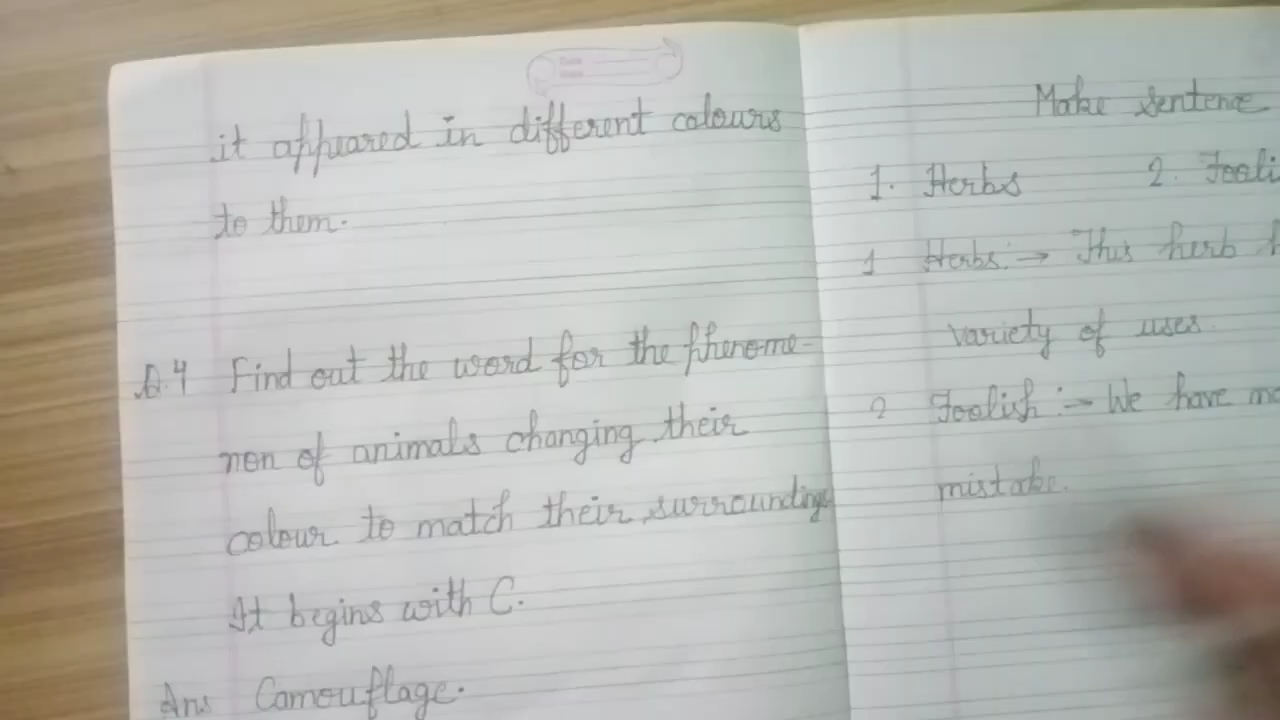 it appeared in different colours
to them.
Q.4 Find out the word for the phenome-
non of animals changing their
colour to match their surroundings
It begins with C.
Ans Camouflage.
Make sentence
1. Herbs 2.
1 Herbs :→ This herb
variety of uses.
2 Foolish :→ We have
mistake.